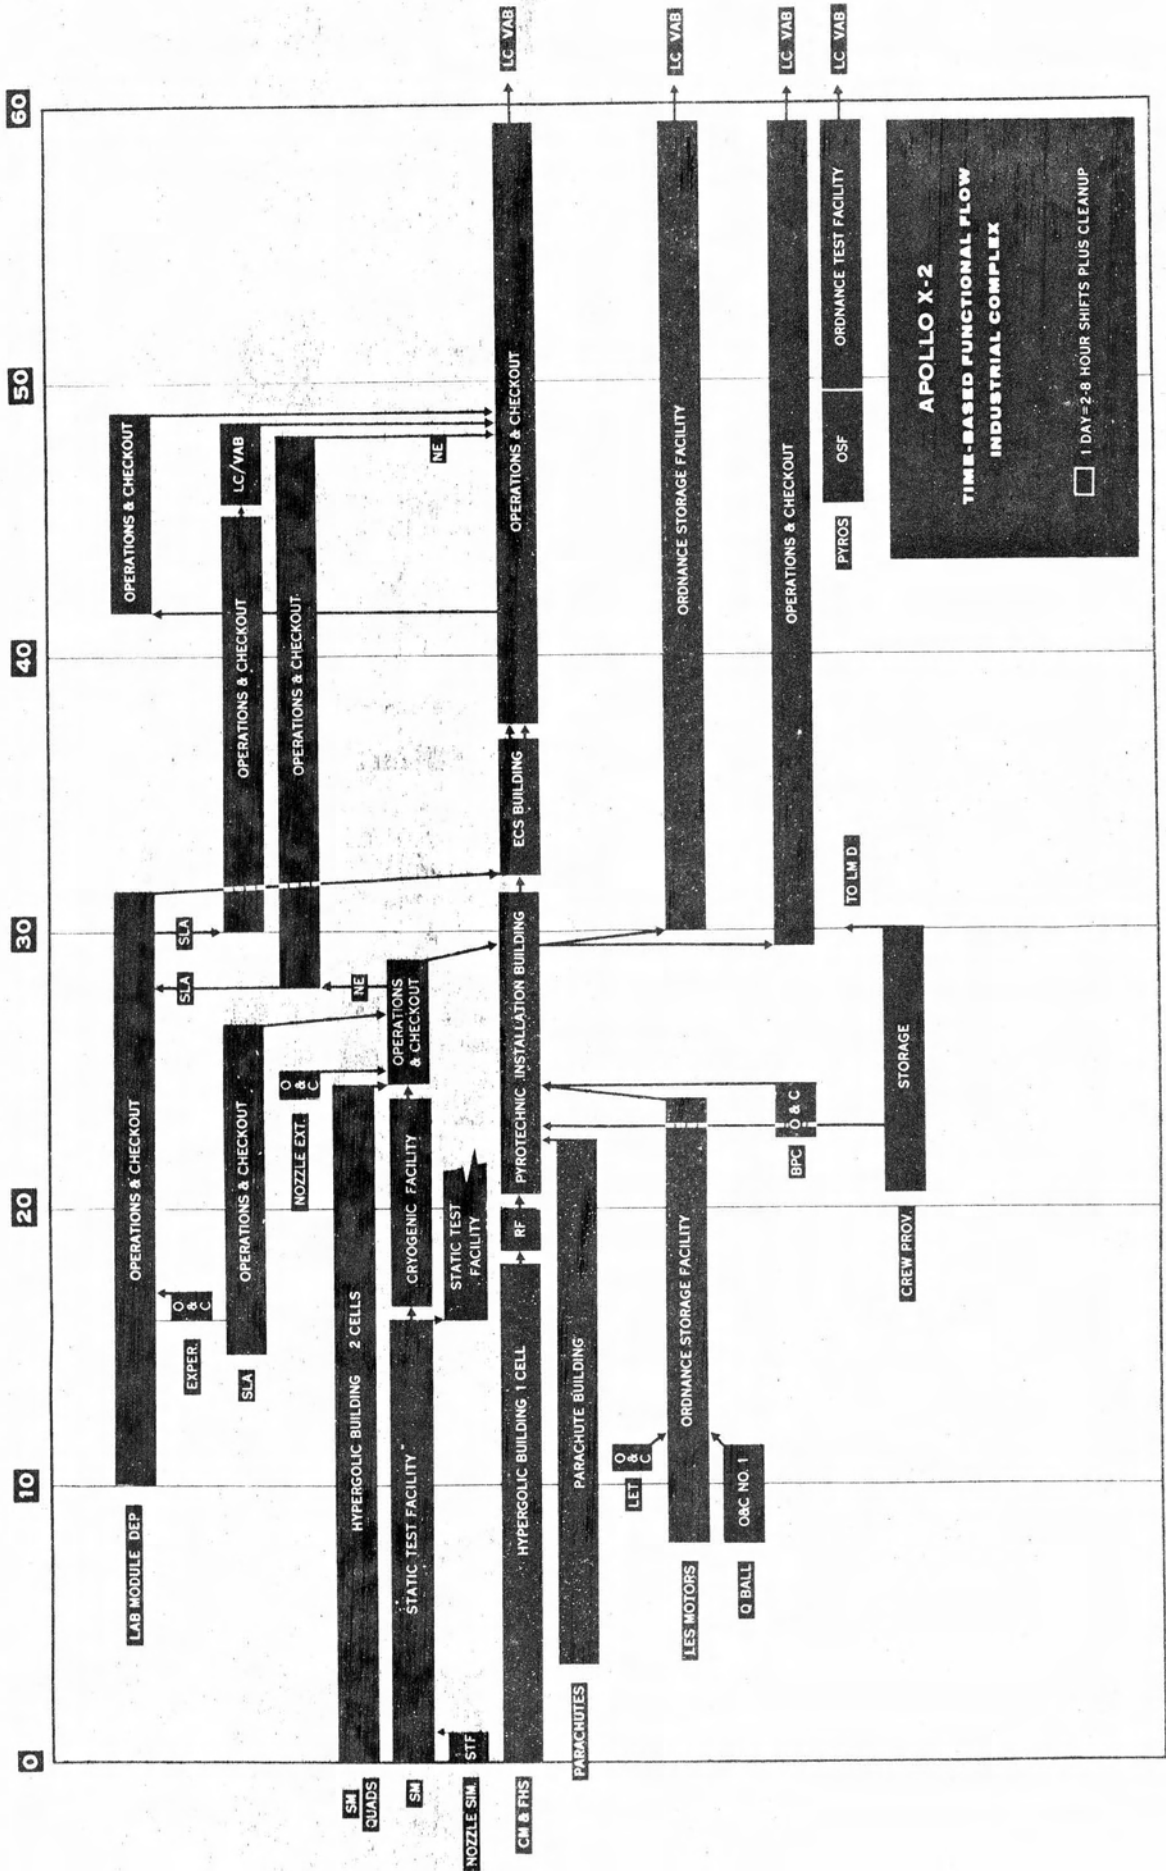 0
10
20
30
40
50
60
LAB MODULE DEP
OPERATIONS & CHECKOUT
OPERATIONS & CHECKOUT
EXPER.
O & C
SLA
SLA
SLA
OPERATIONS & CHECKOUT
OPERATIONS & CHECKOUT
LC/VAB
NOZZLE EXT.
O & C
OPERATIONS & CHECKOUT
SM
QUADS
HYPERGOLIC BUILDING 2 CELLS
NE
NE
SM
STATIC TEST FACILITY
CRYOGENIC FACILITY
OPERATIONS
& CHECKOUT
NOZZLE SIM.
STF
STATIC TEST
FACILITY
CM & FHS
HYPERGOLIC BUILDING 1 CELL
RF
PYROTECHNIC INSTALLATION BUILDING
ECS BUILDING
OPERATIONS & CHECKOUT
LC VAB
PARACHUTES
PARACHUTE BUILDING
LET
O & C
LES MOTORS
ORDNANCE STORAGE FACILITY
ORDNANCE STORAGE FACILITY
LC VAB
Q BALL
O&C NO. 1
BPC
O & C
OPERATIONS & CHECKOUT
LC VAB
TO LM D
PYROS
OSF
ORDNANCE TEST FACILITY
LC VAB
CREW PROV.
STORAGE
APOLLO X-2
TIME-BASED FUNCTIONAL FLOW
INDUSTRIAL COMPLEX
1 DAY=2-8 HOUR SHIFTS PLUS CLEANUP